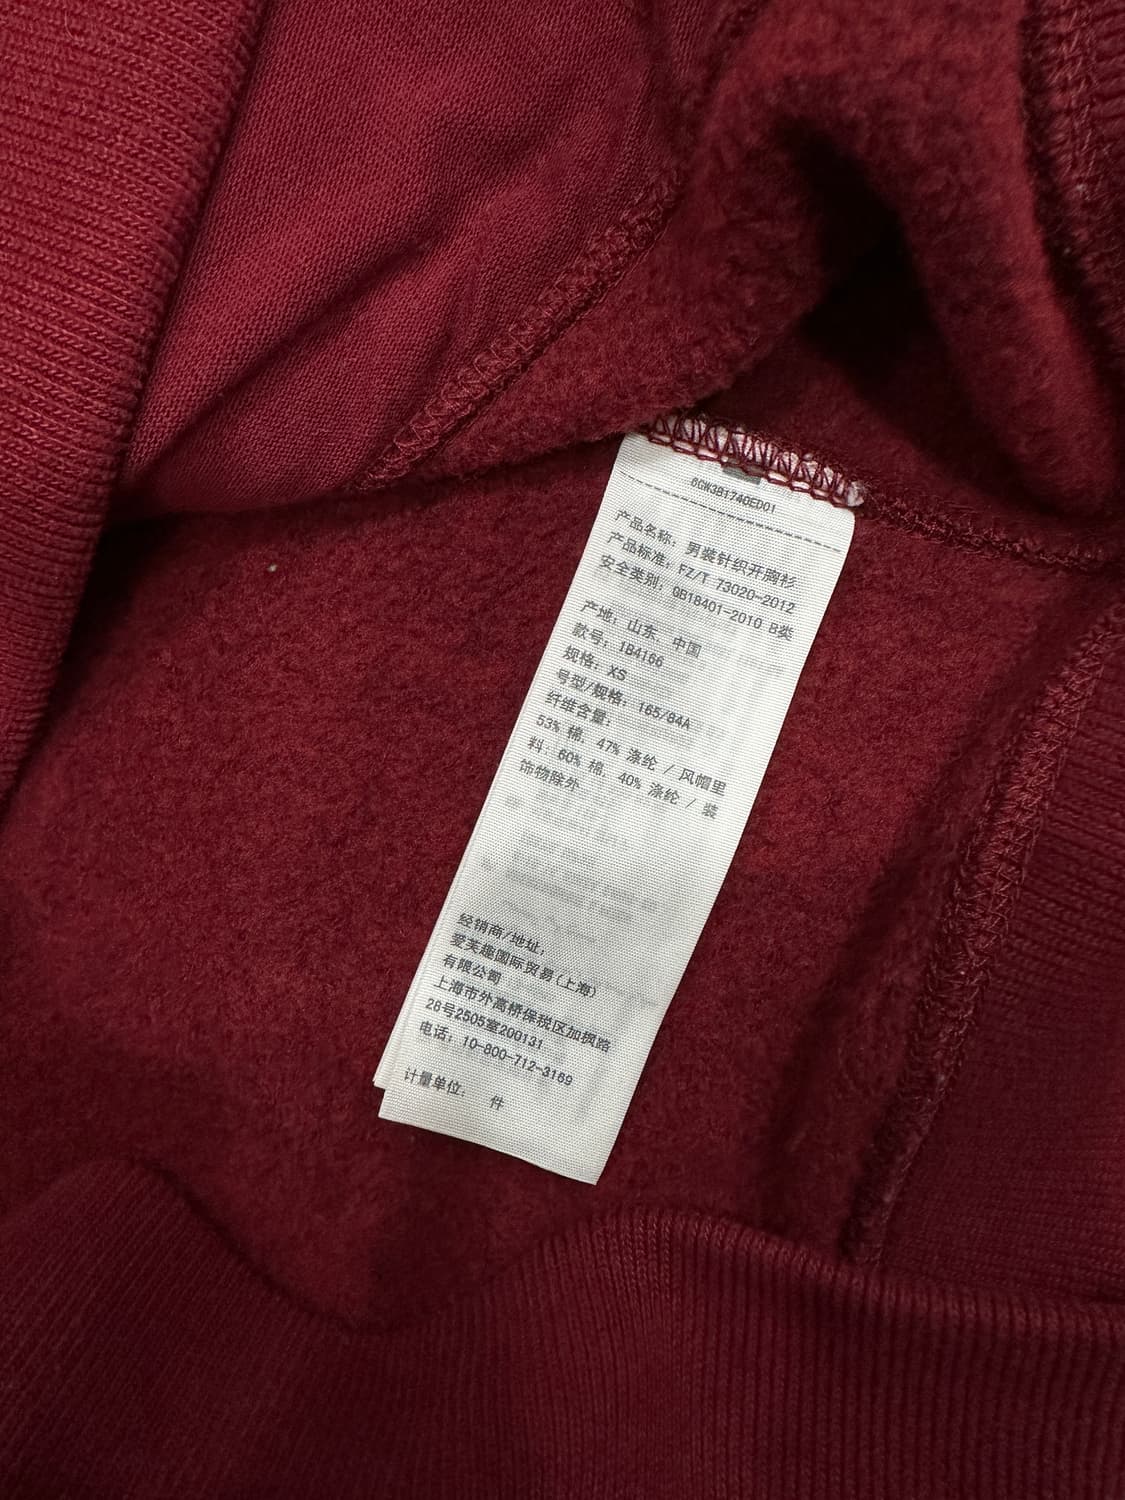 8GW3B1740ED01
产品名称: 男装针织开胸衫
产品标准: FZ/T 73020-2012
安全类别: GB18401-2010 B类
产地: 山东, 中国
款号: 1B4166
规格: XS
号型/规格: 165/84A
纤维含量:
53% 棉, 47% 涤纶 / 风帽里
料: 60% 棉, 40% 涤纶 / 装
饰物除外
经销商/地址:
爱芙趣国际贸易(上海)
有限公司
上海市外高桥保税区加枫路
26号2505室200131
电话: 10-800-712-3169
计量单位: 件